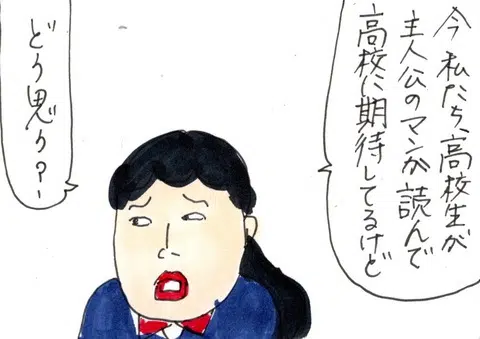 今私たち、高校生が
主人公のマンガ読んで
高校に期待してるけど
どう思う？